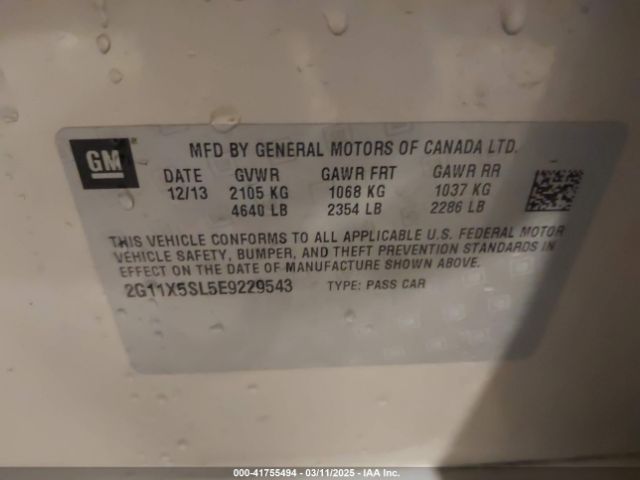 GM
MFD BY GENERAL MOTORS OF CANADA LTD.
DATE GVWR GAWR FRT GAWR RR
12/13 2105 KG 1068 KG 1037 KG
4640 LB 2354 LB 2286 LB
THIS VEHICLE CONFORMS TO ALL APPLICABLE U.S. FEDERAL MOTOR
VEHICLE SAFETY, BUMPER, AND THEFT PREVENTION STANDARDS IN
EFFECT ON THE DATE OF MANUFACTURE SHOWN ABOVE.
2G11X5SL5E9229543 TYPE: PASS CAR
000-41755494 - 03/11/2025 - IAA, Inc.